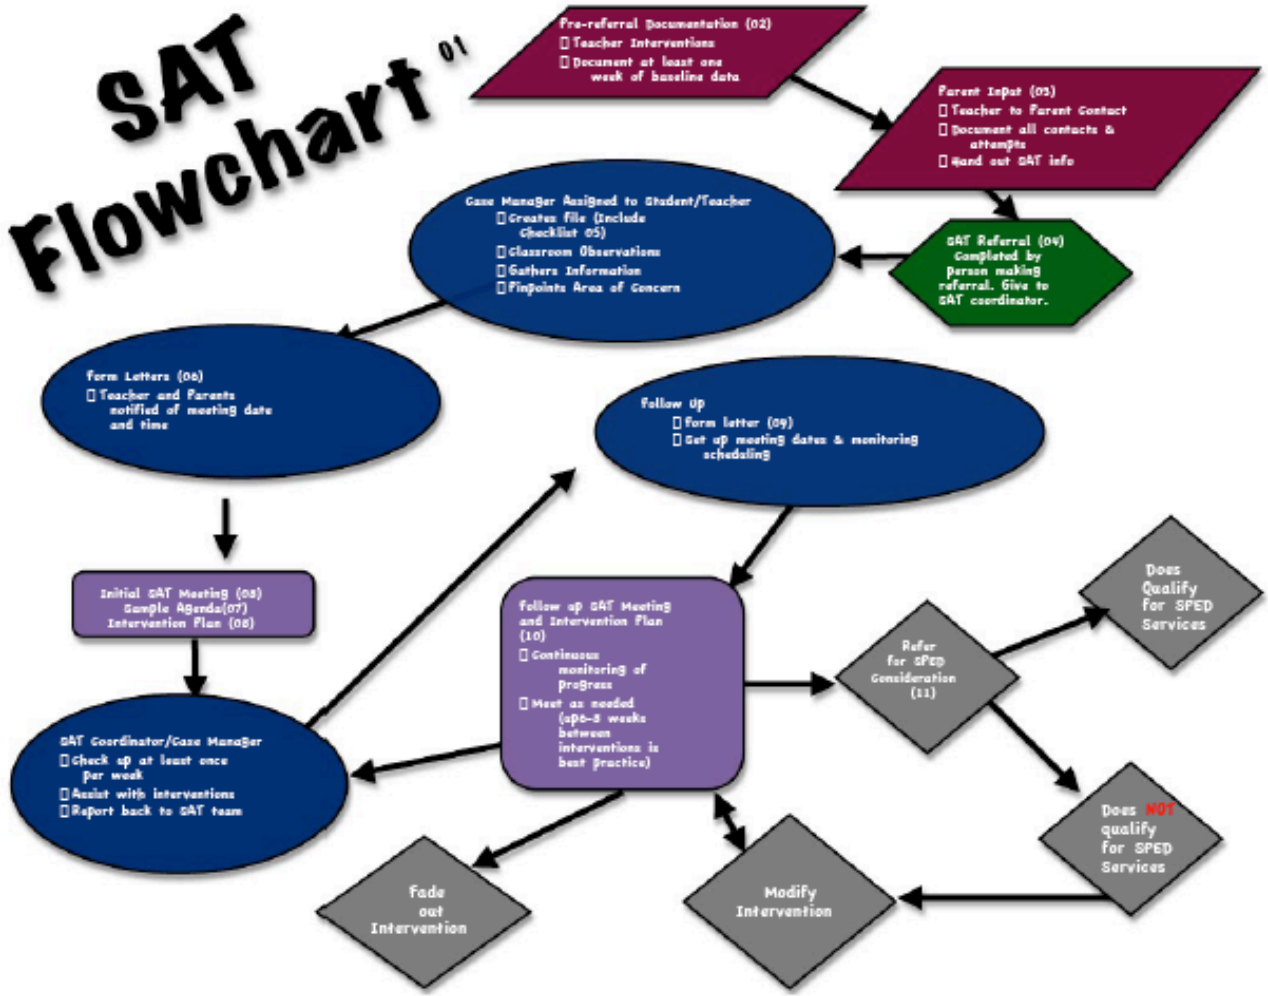 SAT
Flowchart 01
Pre-referral Documentation (02)
Teacher Interventions
Document at least one
week of baseline data
Parent Input (03)
Teacher to Parent Contact
Document all contacts &
attempts
Hand out SAT info
SAT Referral (04)
Completed by
person making
referral. Give to
SAT coordinator.
Case Manager Assigned to Student/Teacher
Creates file (Include
Checklist 05)
Classroom Observations
Gathers Information
Pinpoints Area of Concern
Form Letters (06)
Teacher and Parents
notified of meeting date
and time
Follow Up
Form letter (09)
Set up meeting dates & monitoring
scheduling
Initial SAT Meeting (08)
Sample Agenda(07)
Intervention Plan (08)
SAT Coordinator/Case Manager
Check up at least once
per week
Assist with interventions
Report back to SAT team
Follow up SAT Meeting
and Intervention Plan
(10)
Continuous
monitoring of
progress
Meet as needed
weeks
between
interventions is
best practice)
Refer
for SPED
Consideration
(11)
Does
Qualify
for SPED
Services
Does NOT
qualify
for SPED
Services
Modify
Intervention
Fade
out
Intervention